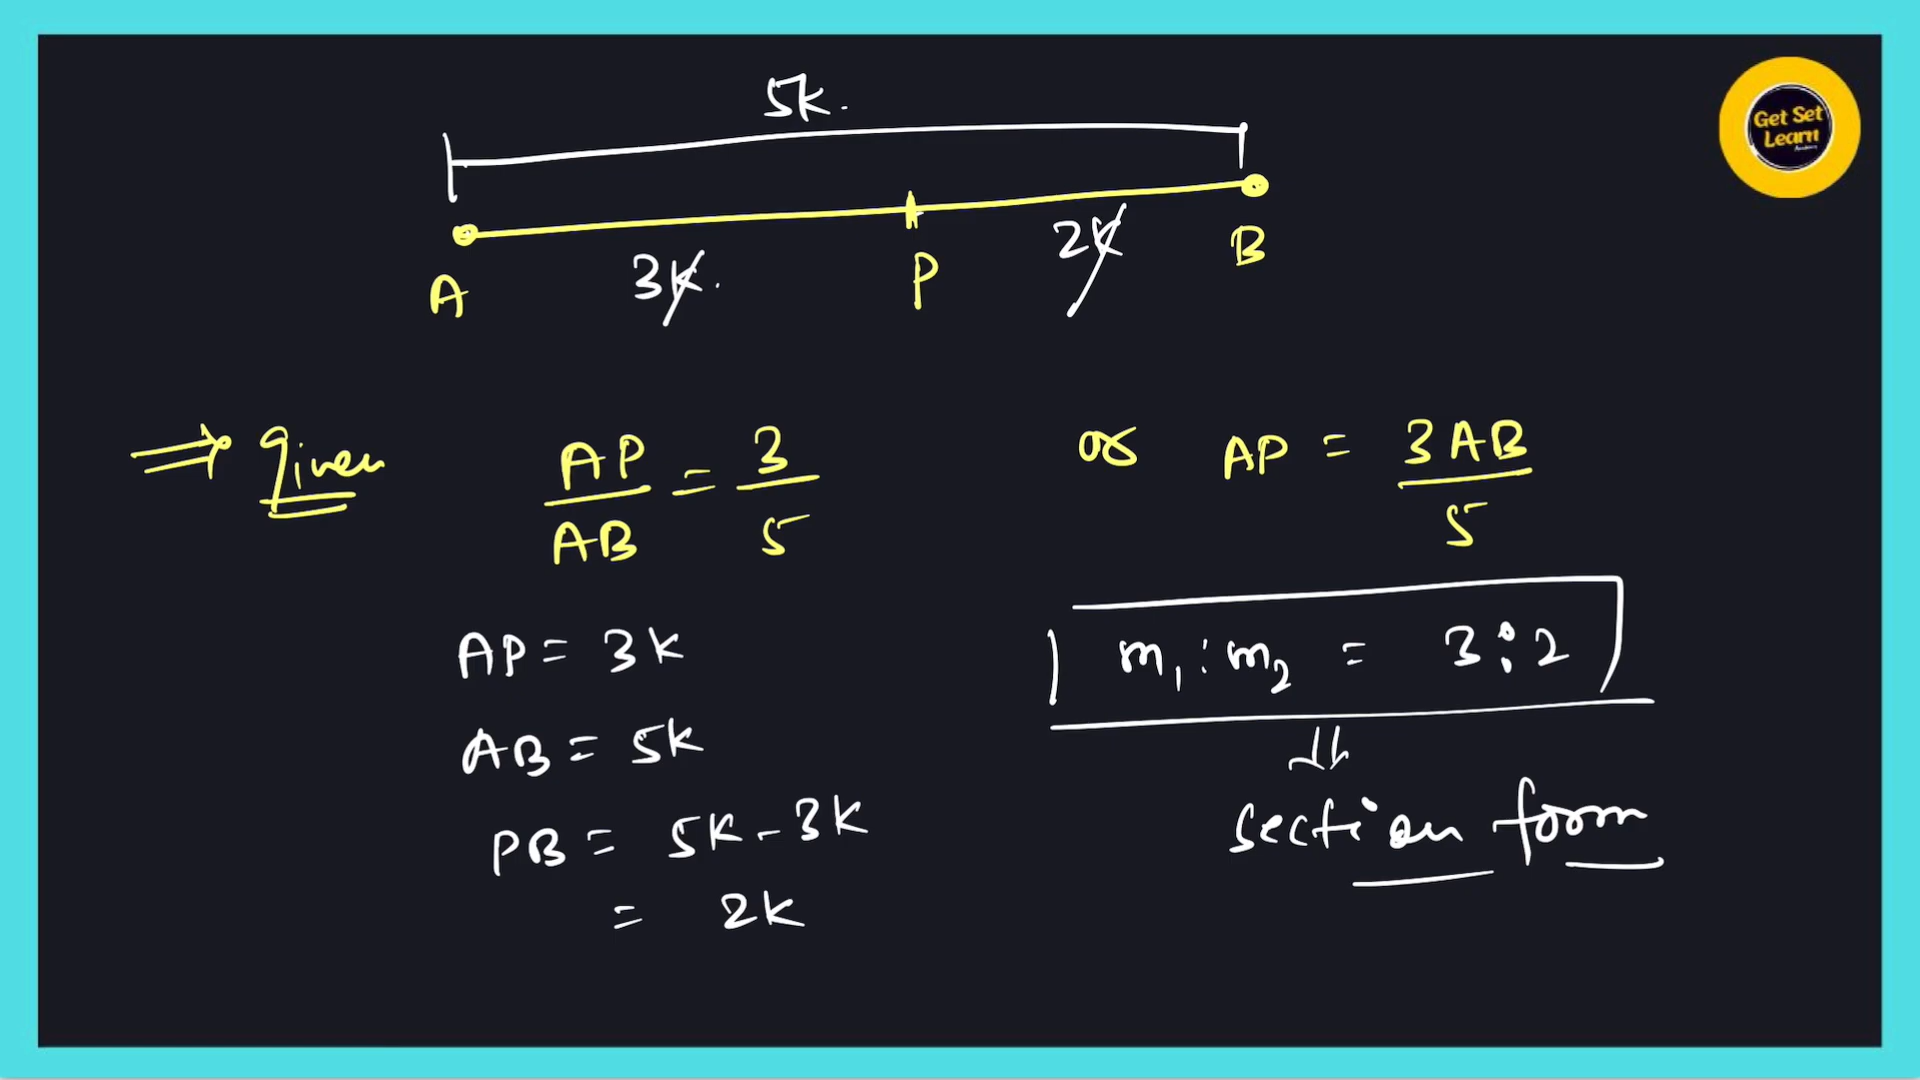 5k.
3k.
2k
A
P
B
Get Set
Learn
Academy
⇒ given AP/AB = 3/5 or AP = 3AB/5
AP = 3k
AB = 5k
PB = 5k - 3k
= 2k
m₁ : m₂ = 3 : 2
⇓
section form